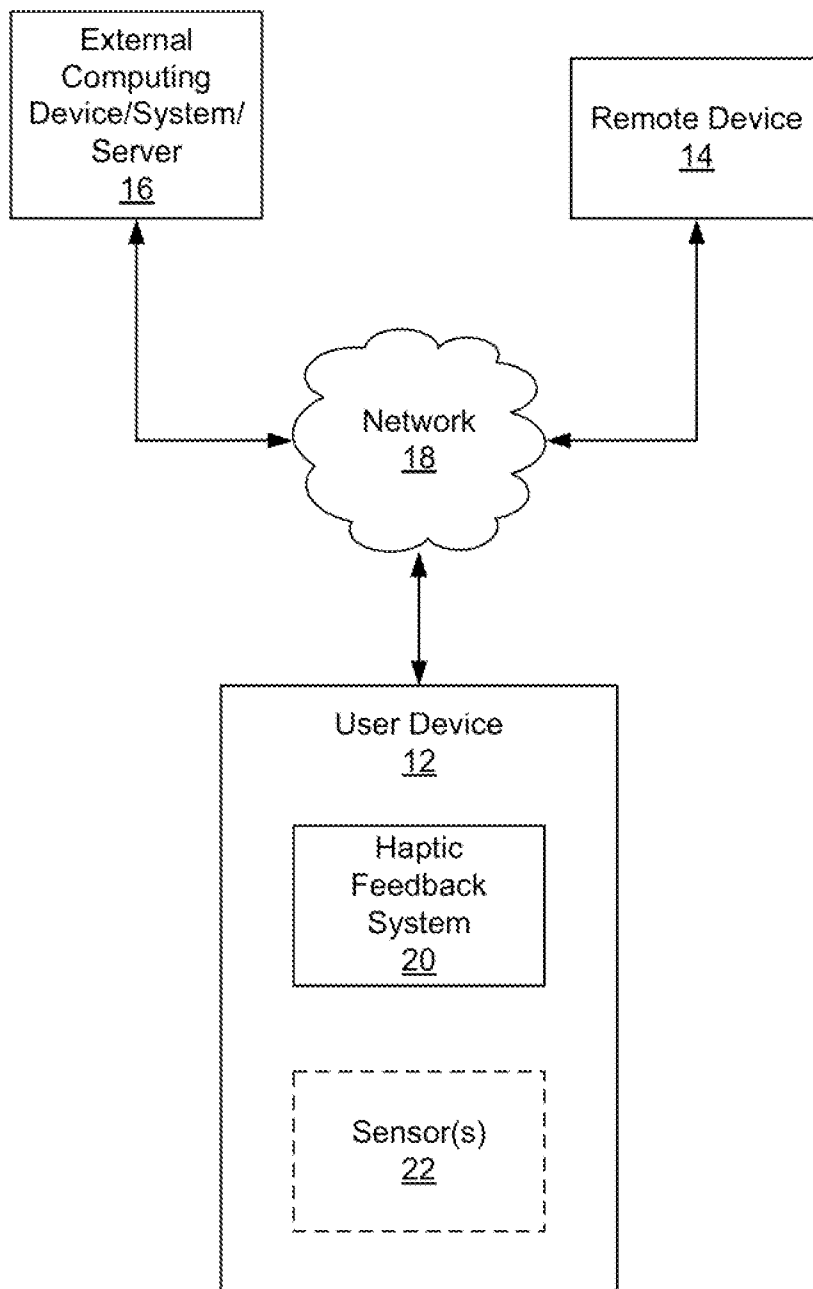 External
Computing
Device/System/
Server
16
Remote Device
14
Network
18
User Device
12
Haptic
Feedback
System
20
Sensor(s)
22